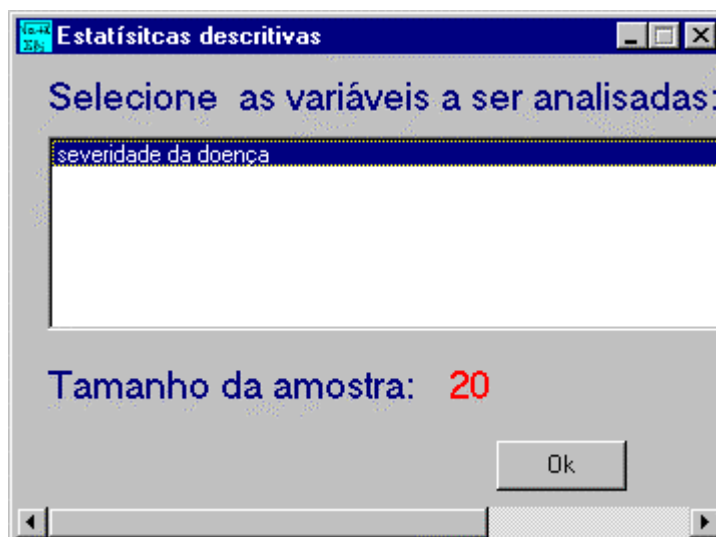 Estatísitcas descritivas
Selecione as variáveis a ser analisadas:
severidade da doença
Tamanho da amostra: 20
Ok